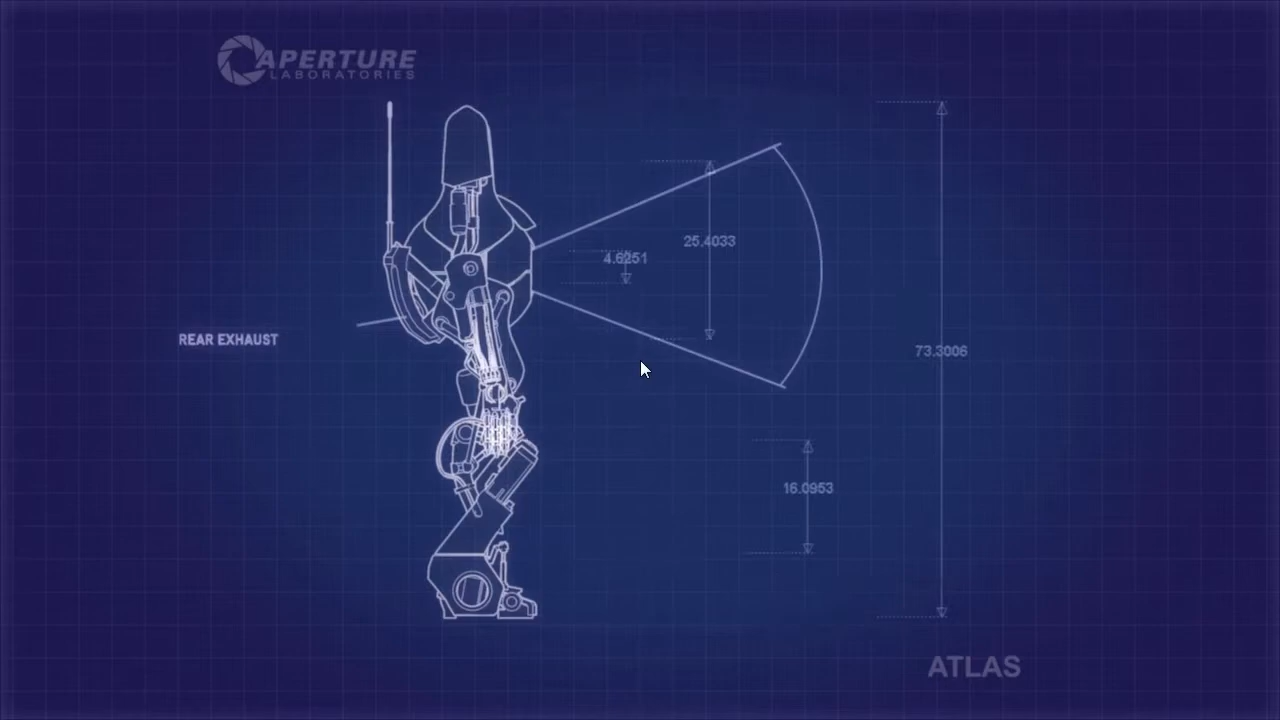 APERTURE
LABORATORIES
25.4033
4.6251
REAR EXHAUST
73.3006
16.0953
ATLAS